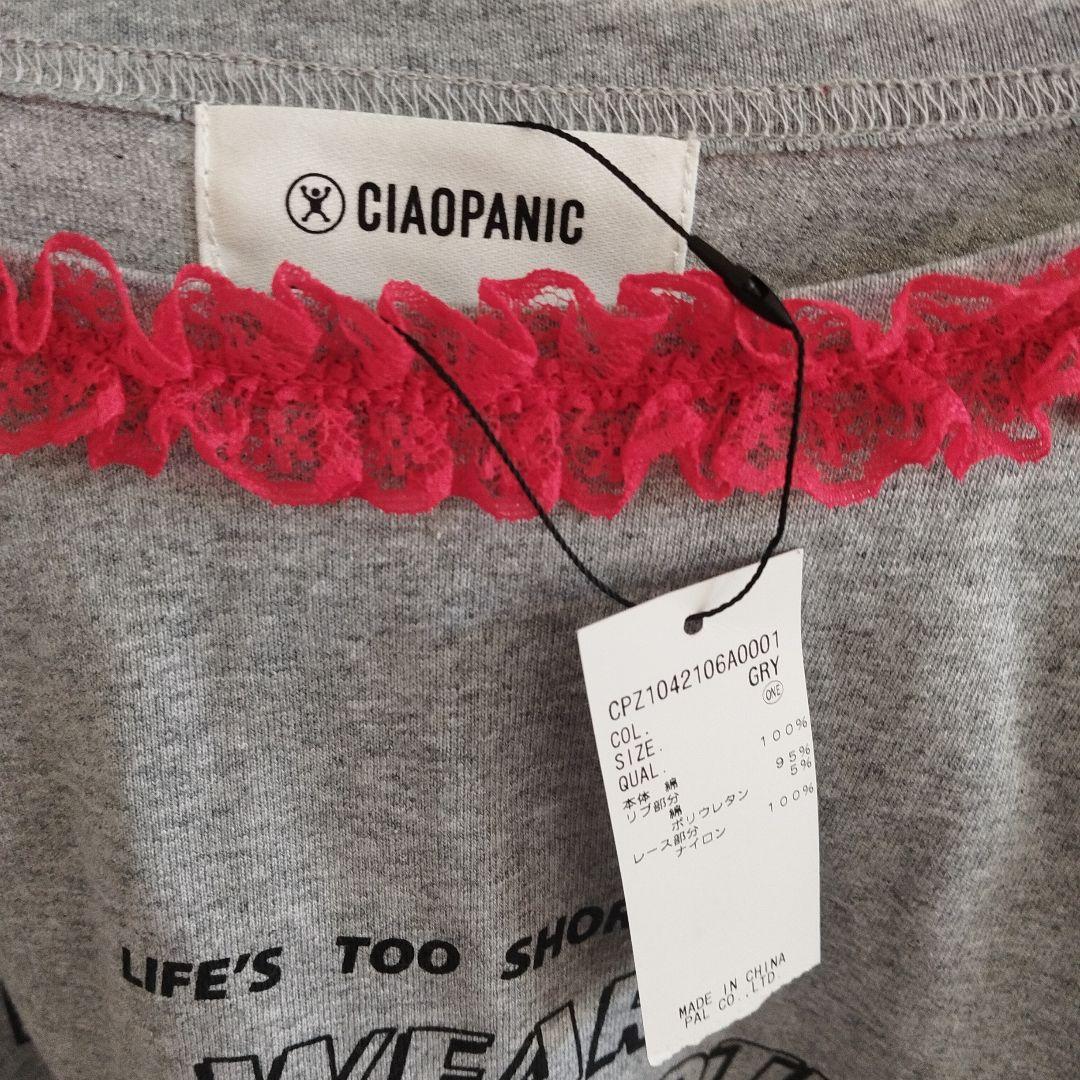 CIAOPANIC
CPZ1042106A0001
COL. GRY
SIZE. ONE
QUAL.
本体 綿 100%
リブ部分
綿 95%
ポリウレタン 5%
レース部分
ナイロン 100%
MADE IN CHINA
PAL CO.,LTD.
LIFE'S TOO SHOR
WEAR